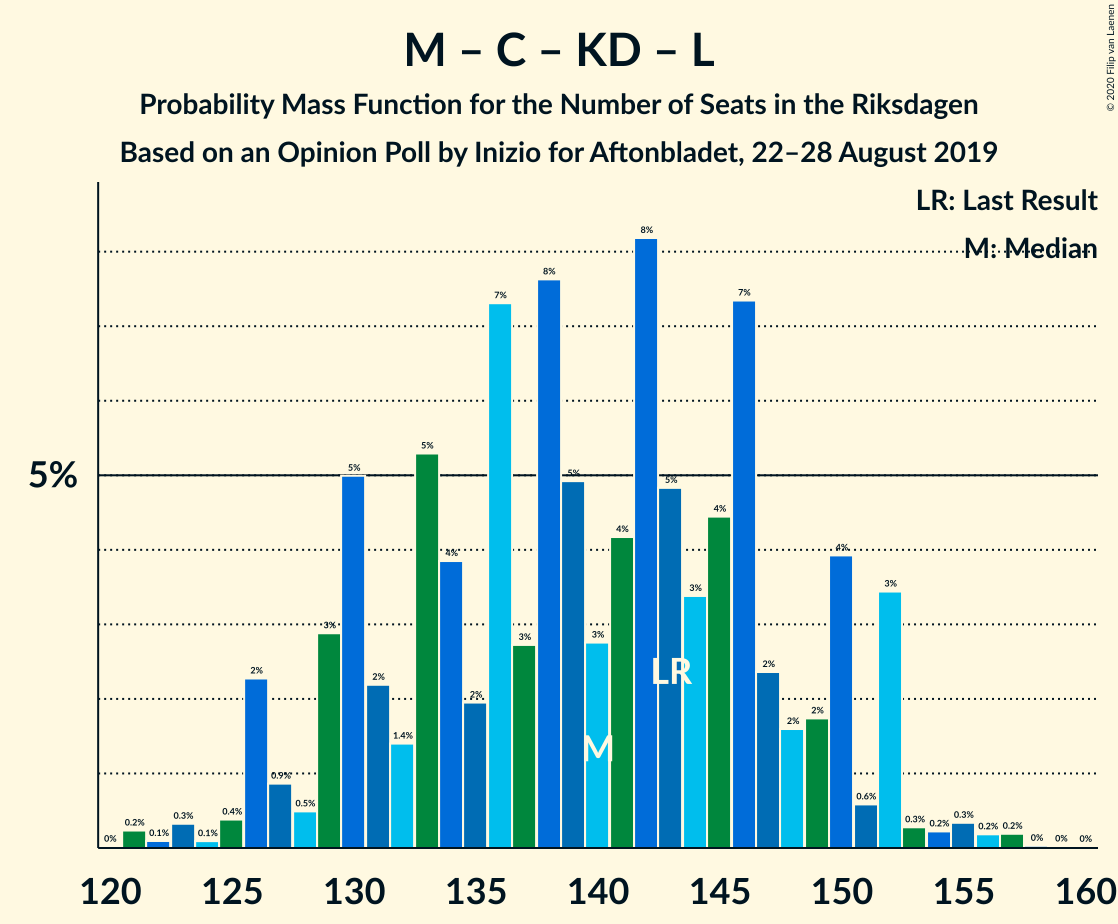 M – C – KD – L
Probability Mass Function for the Number of Seats in the Riksdagen
Based on an Opinion Poll by Inizio for Aftonbladet, 22–28 August 2019
© 2020 Filip van Laenen
LR: Last Result
M: Median
5%
0% 0.2% 0.1% 0.3% 0.1% 0.4% 2% 0.9% 0.5% 3% 5% 2% 1.4% 5% 4% 2% 7% 3% 8% 5% 3% 4% 8% 5% 3% 4% 7% 2% 2% 2% 4% 0.6% 3% 0.3% 0.2% 0.3% 0.2% 0.2% 0% 0% 0%
LR
M
120 125 130 135 140 145 150 155 160